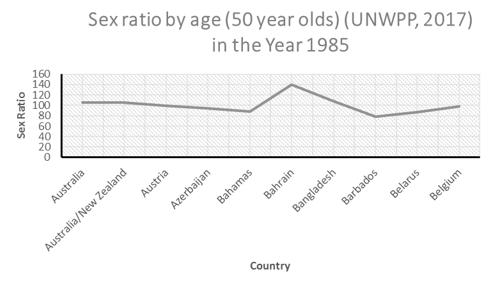 Sex ratio by age (50 year olds) (UNWPP, 2017)
in the Year 1985
Sex Ratio
160
140
120
100
80
60
40
20
0
Australia
Australia/New Zealand
Austria
Azerbaijan
Bahamas
Bahrain
Bangladesh
Barbados
Belarus
Belgium
Country